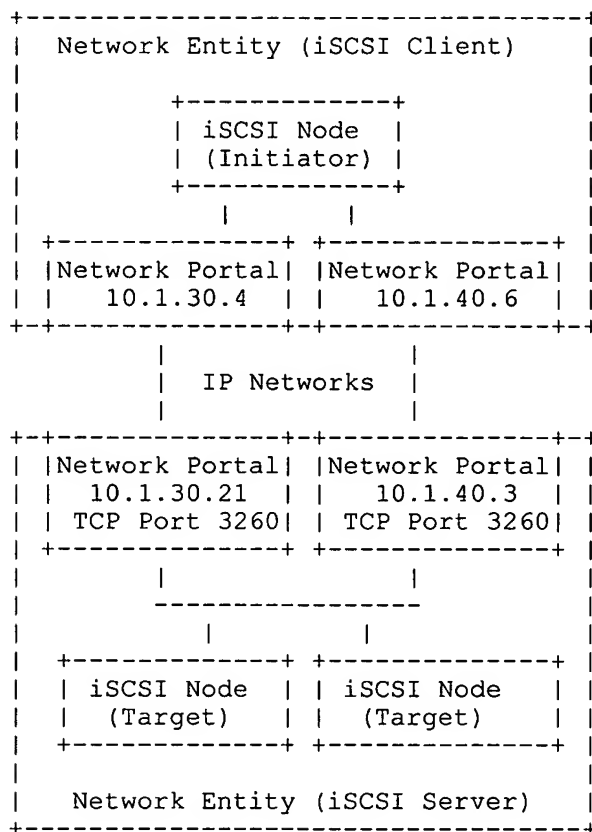 Network Entity (iSCSI Client)
iSCSI Node
(Initiator)
Network Portal Network Portal
10.1.30.4 10.1.40.6
IP Networks
Network Portal Network Portal
10.1.30.21 10.1.40.3
TCP Port 3260 TCP Port 3260
iSCSI Node iSCSI Node
(Target) (Target)
Network Entity (iSCSI Server)